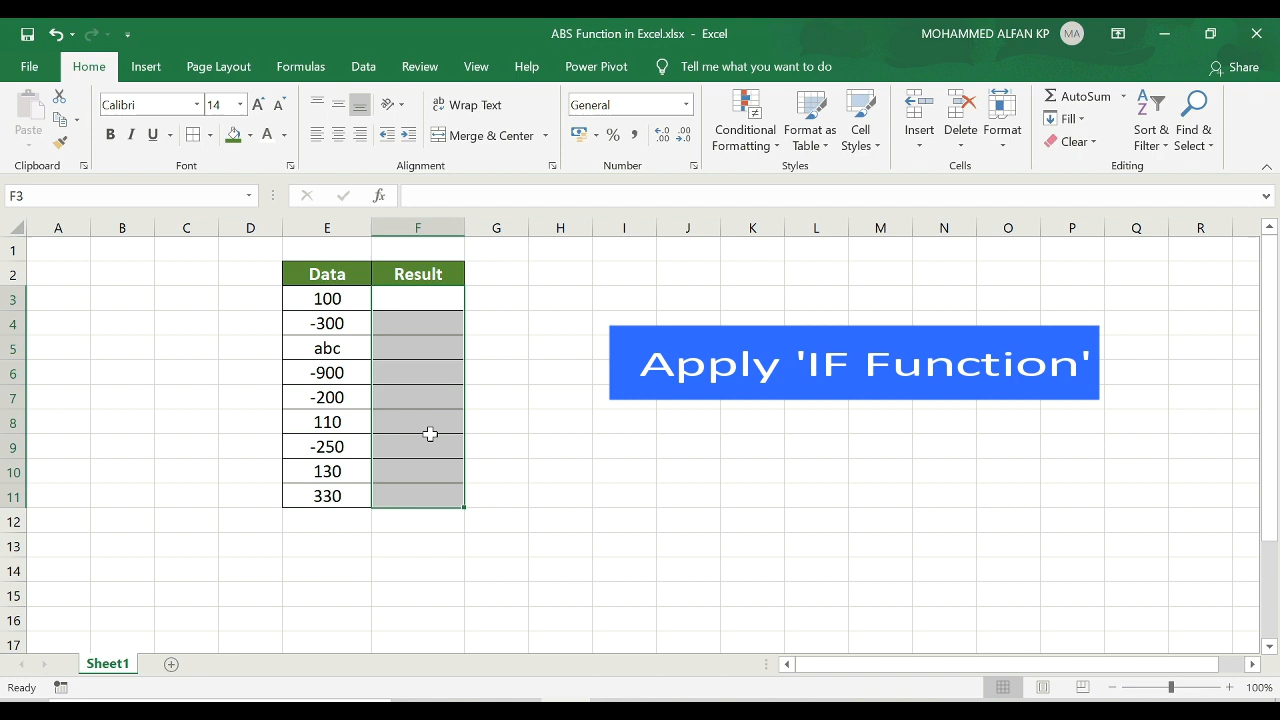 ABS Function in Excel.xlsx - Excel
MOHAMMED ALFAN KP
MA
File Home Insert Page Layout Formulas Data Review View Help Power Pivot Tell me what you want to do Share
Paste
Clipboard
Calibri 14
B I U A
Font
ab Wrap Text
Merge & Center
Alignment
General
% ,
Number
Conditional Formatting
Format as Table
Cell Styles
Styles
Insert Delete Format
Cells
AutoSum
Fill
Clear
Sort & Filter
Find & Select
Editing
F3 fx
A B C D E F G H I J K L M N O P Q R
1
2 Data Result
3 100
4 -300
5 abc
6 -900
7 -200
8 110
9 -250
10 130
11 330
12
13
14
15
16
17
Apply 'IF Function'
Sheet1
Ready
100%